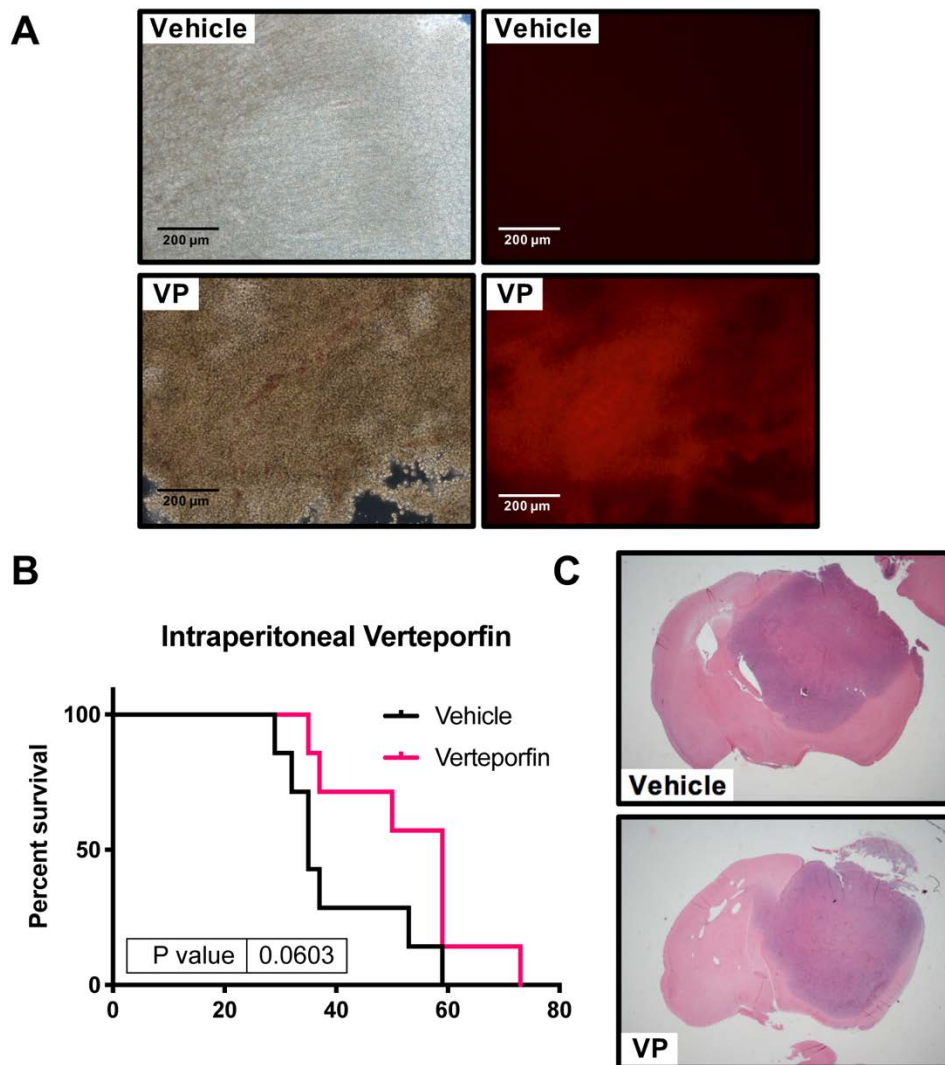 A
Vehicle
Vehicle
200 µm
200 µm
VP
VP
200 µm
200 µm
B
Intraperitoneal Verteporfin
Percent survival
100
50
0
Vehicle
Verteporfin
P value 0.0603
0 20 40 60 80
C
Vehicle
VP